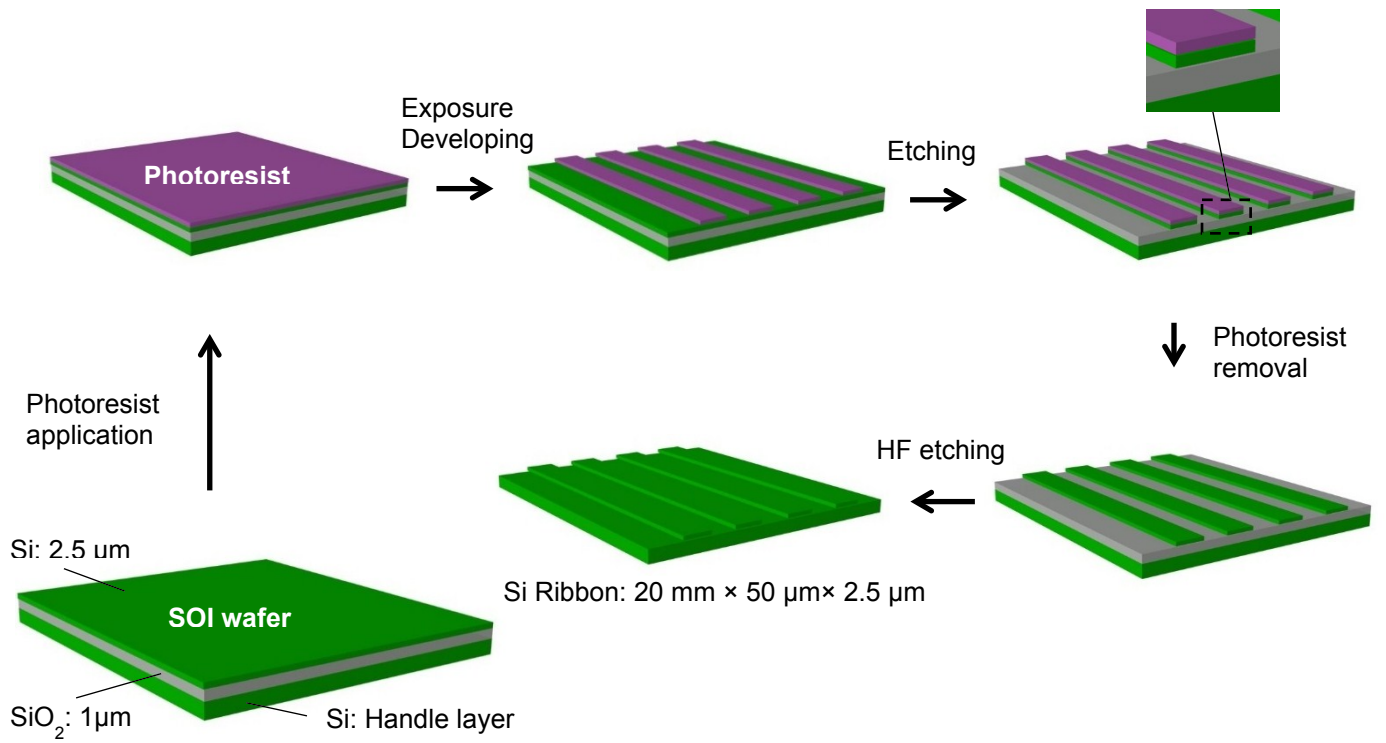 Exposure
Developing
Photoresist
Etching
Photoresist
removal
Photoresist
application
HF etching
Si: 2.5 μm
SOI wafer
Si Ribbon: 20 mm × 50 μm× 2.5 μm
SiO₂: 1μm
Si: Handle layer